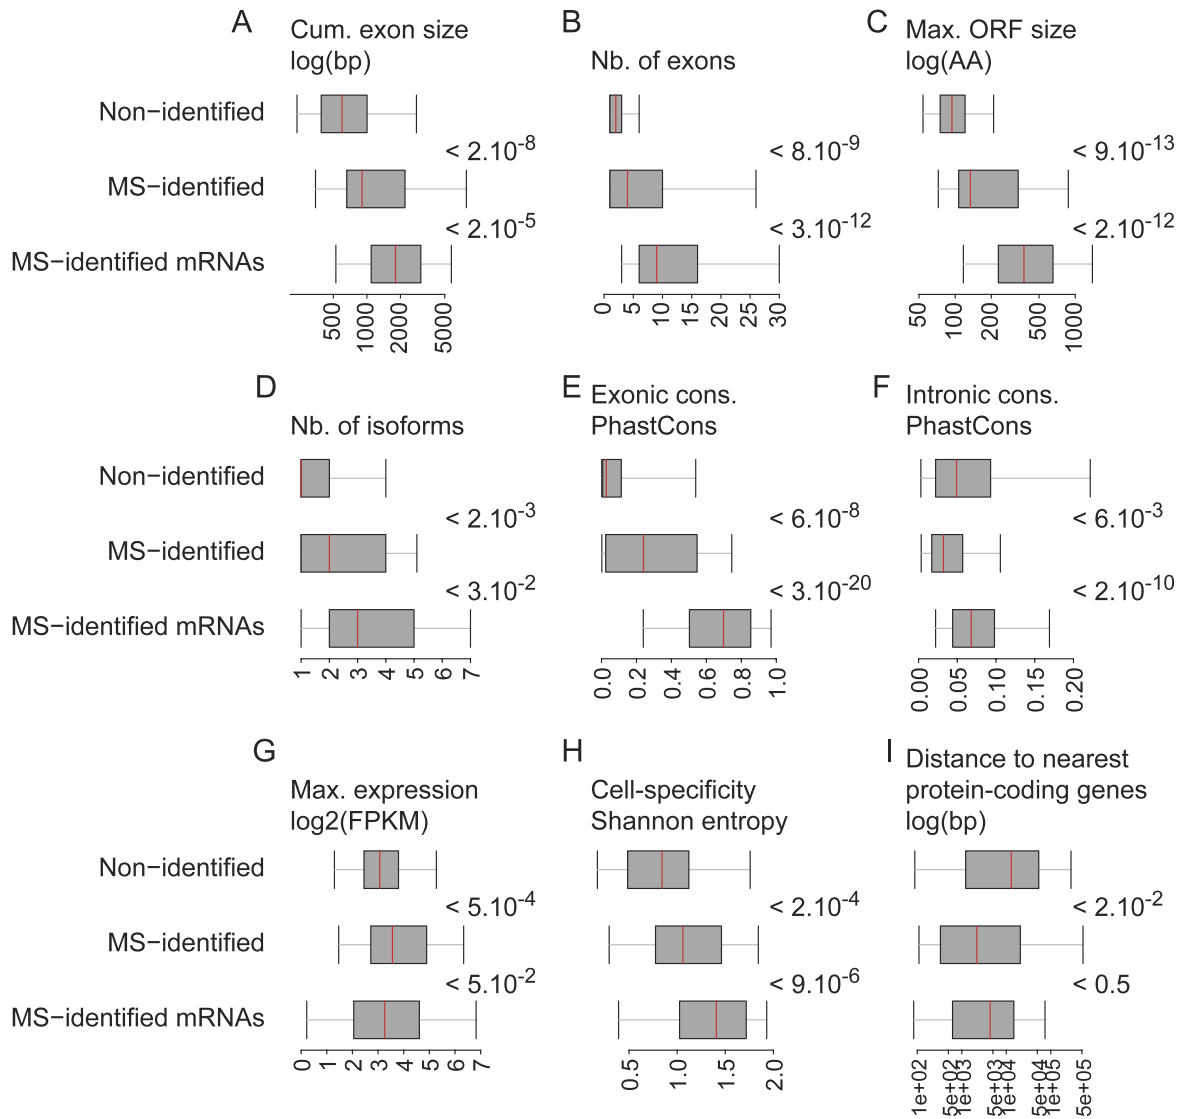 A
Cum. exon size
log(bp)
B
Nb. of exons
C
Max. ORF size
log(AA)
Non−identified
< 2.10-8
< 8.10-9
< 9.10-13
MS−identified
< 2.10-5
< 3.10-12
< 2.10-12
MS−identified mRNAs
500 1000 2000 5000
0 5 10 15 20 25 30
50 100 200 500 1000
D
Nb. of isoforms
E
Exonic cons.
PhastCons
F
Intronic cons.
PhastCons
Non−identified
< 2.10-3
< 6.10-8
< 6.10-3
MS−identified
< 3.10-2
< 3.10-20
< 2.10-10
MS−identified mRNAs
1 2 3 4 5 6 7
0.0 0.2 0.4 0.6 0.8 1.0
0.00 0.05 0.10 0.15 0.20
G
Max. expression
log2(FPKM)
H
Cell-specificity
Shannon entropy
I
Distance to nearest
protein-coding genes
log(bp)
Non−identified
< 5.10-4
< 2.10-4
< 2.10-2
MS−identified
< 5.10-2
< 9.10-6
< 0.5
MS−identified mRNAs
0 1 2 3 4 5 6 7
0.5 1.0 1.5 2.0
1e+02 5e+02 1e+03 5e+03 1e+04 5e+04 1e+05 5e+05